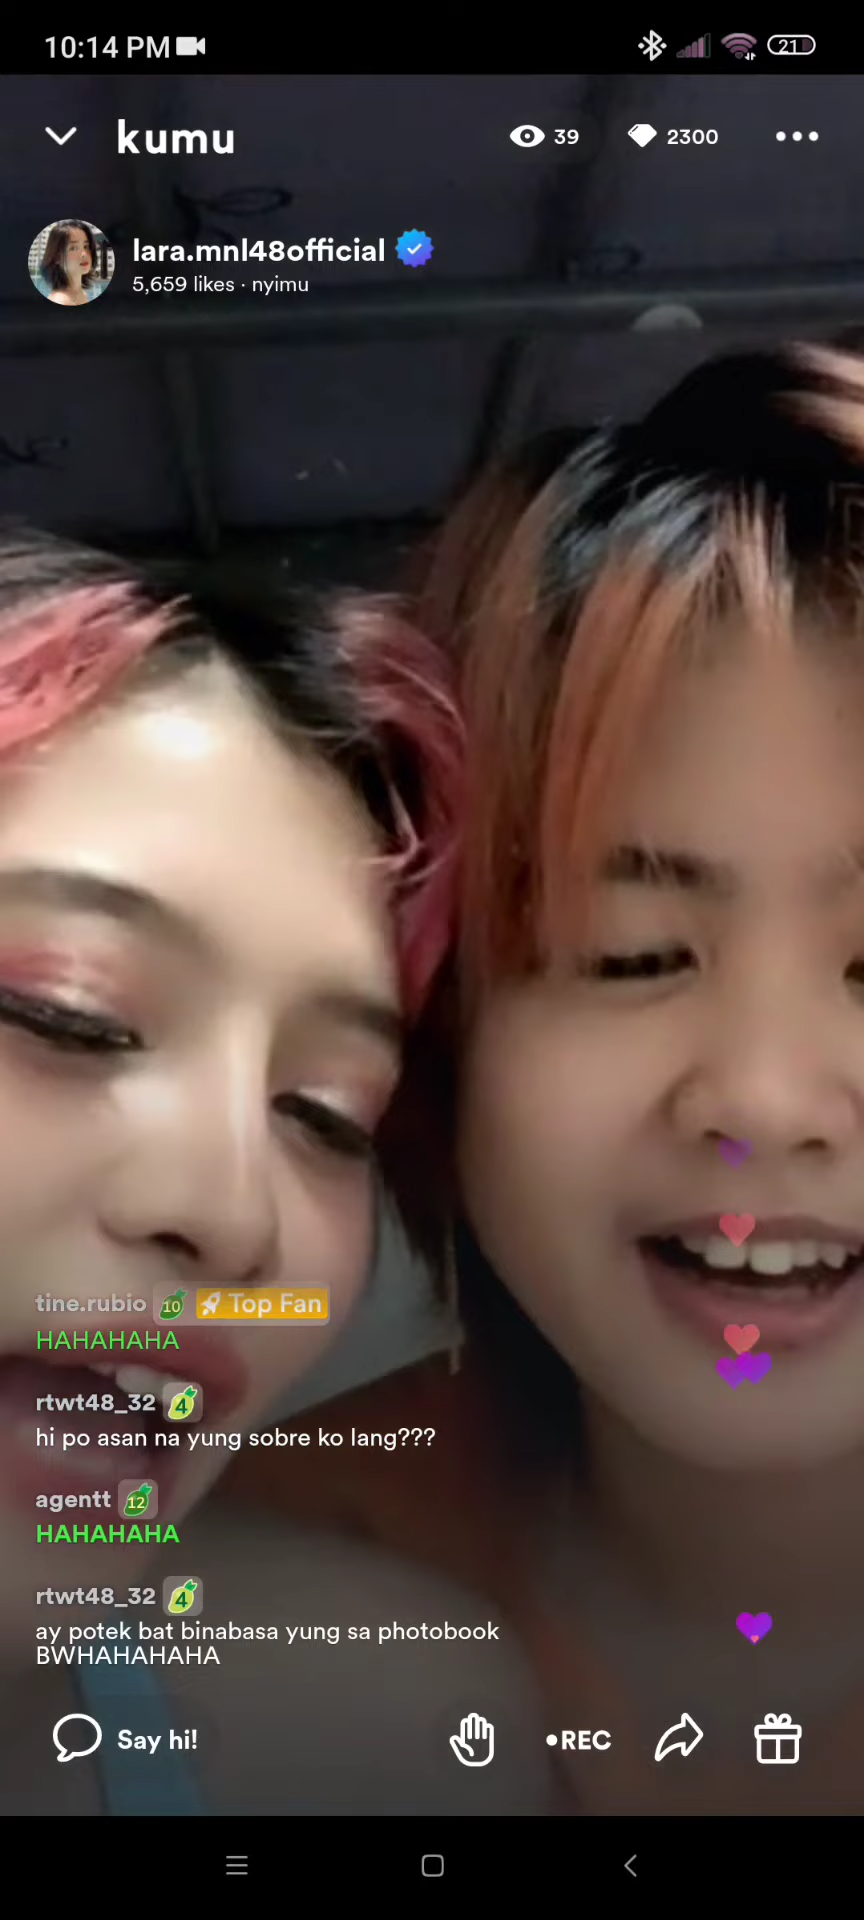 10:14 PM
21
kumu
39
2300
lara.mnl48official
5,659 likes · nyimu
tine.rubio 10 Top Fan
HAHAHAHA
rtwt48_32 4
hi po asan na yung sobre ko lang???
agentt 12
HAHAHAHA
rtwt48_32 4
ay potek bat binabasa yung sa photobook
BWHAHAHAHA
Say hi!
•REC